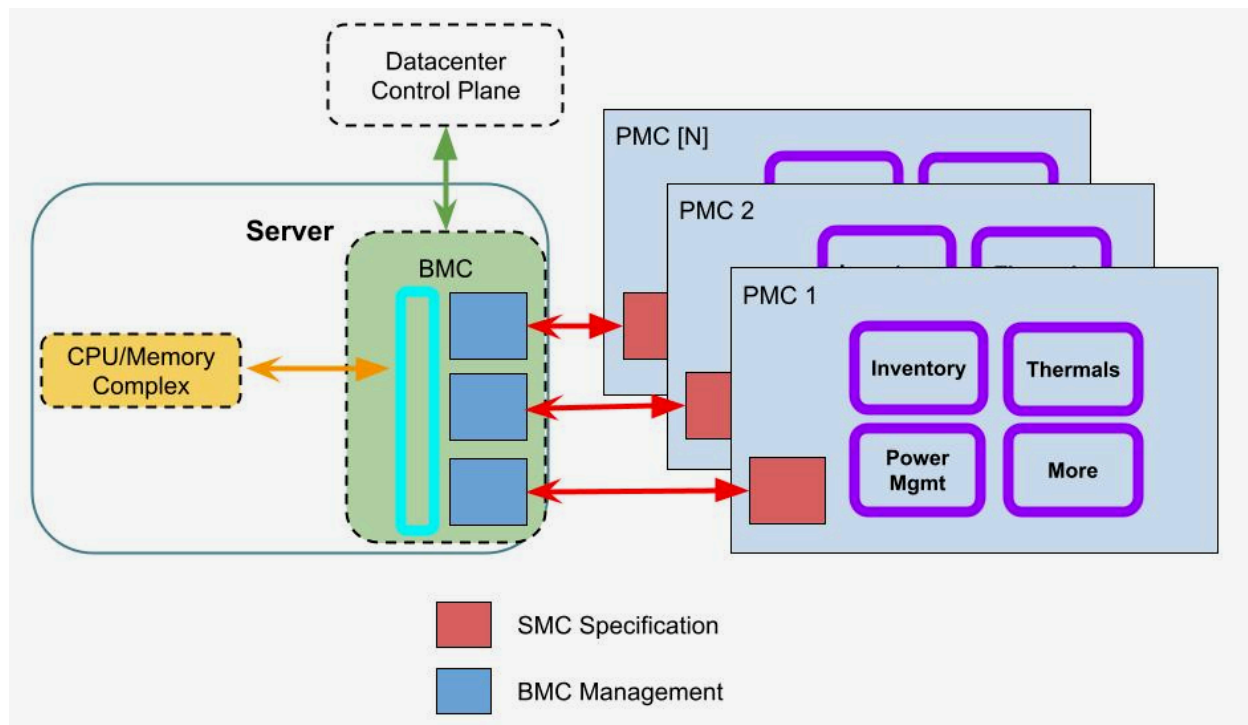 Datacenter
Control Plane
PMC [N]
PMC 2
Server
BMC
PMC 1
CPU/Memory
Complex
Inventory
Thermals
Power
Mgmt
More
SMC Specification
BMC Management